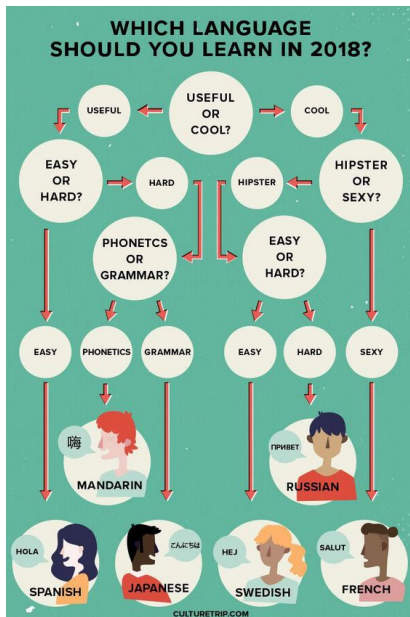 WHICH LANGUAGE
SHOULD YOU LEARN IN 2018?
USEFUL
USEFUL
OR
COOL?
COOL
EASY
OR
HARD?
HARD
HIPSTER
HIPSTER
OR
SEXY?
PHONETCS
OR
GRAMMAR?
EASY
OR
HARD?
EASY
PHONETICS
GRAMMAR
EASY
HARD
SEXY
嗨
MANDARIN
ПРИВЕТ
RUSSIAN
HOLA
SPANISH
こんにちは
JAPANESE
HEJ
SWEDISH
SALUT
FRENCH
CULTURETRIP.COM